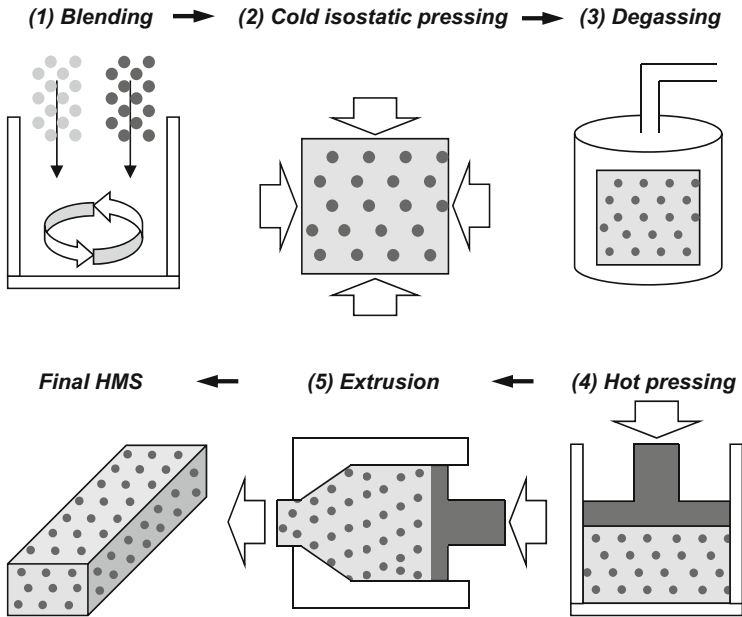 (1) Blending
(2) Cold isostatic pressing
(3) Degassing
Final HMS
(5) Extrusion
(4) Hot pressing